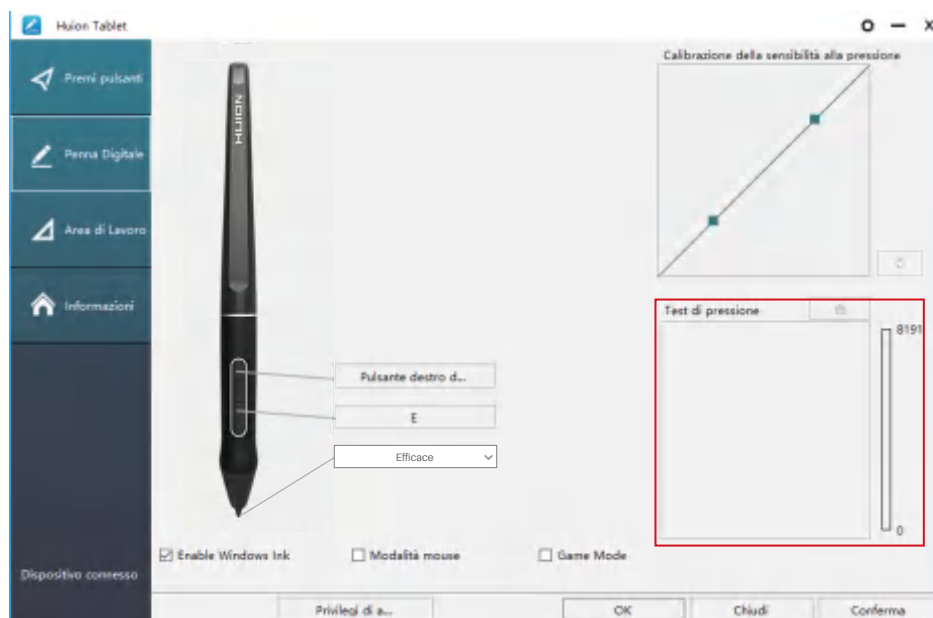 Huion Tablet
Premi pulsanti
Penna Digitale
Area di Lavoro
Informazioni
Dispositivo connesso
HUION
Pulsante destro d...
E
Efficace
Enable Windows Ink
Modalità mouse
Game Mode
Calibrazione della sensibilità alla pressione
Test di pressione
8191
0
Privilegi di a...
OK
Chiudi
Conferma